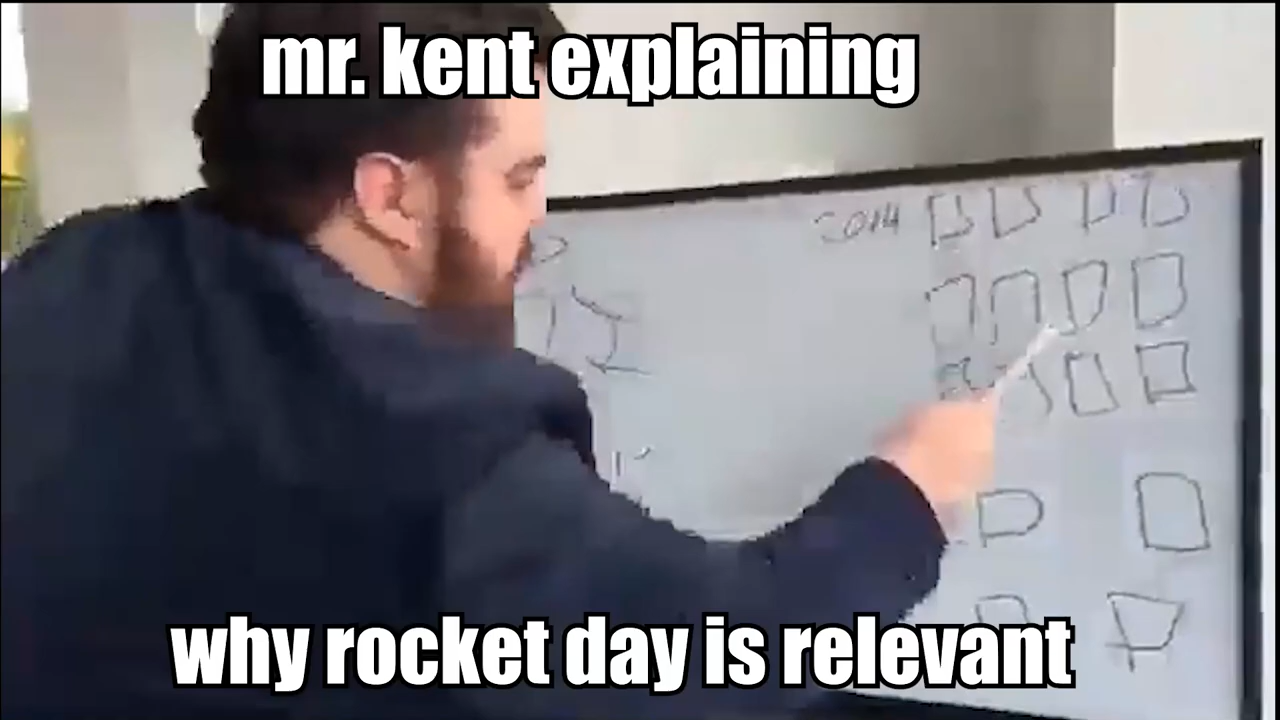 mr. kent explaining
2014
why rocket day is relevant